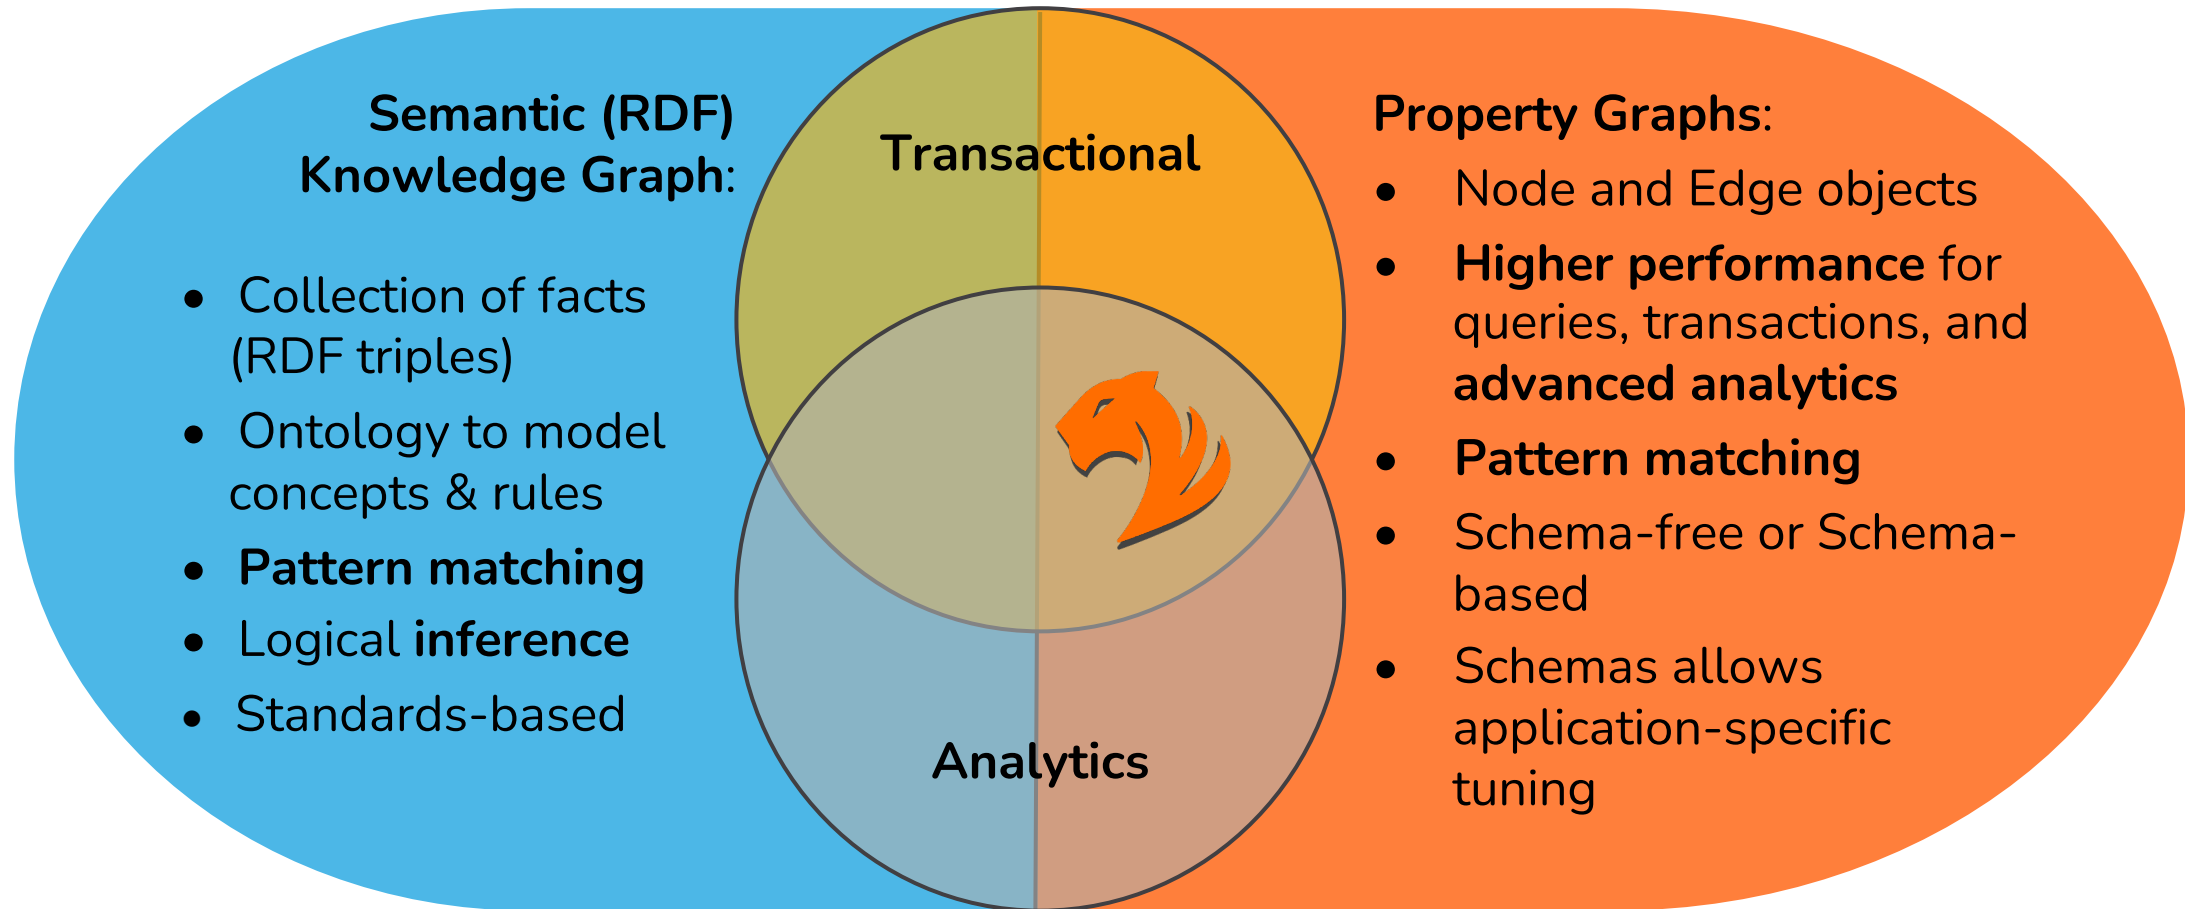 Semantic (RDF)
Knowledge Graph:
• Collection of facts
(RDF triples)
• Ontology to model
concepts & rules
• Pattern matching
• Logical inference
• Standards-based
Transactional
Analytics
Property Graphs:
• Node and Edge objects
• Higher performance for
queries, transactions, and
advanced analytics
• Pattern matching
• Schema-free or Schema-
based
• Schemas allows
application-specific
tuning